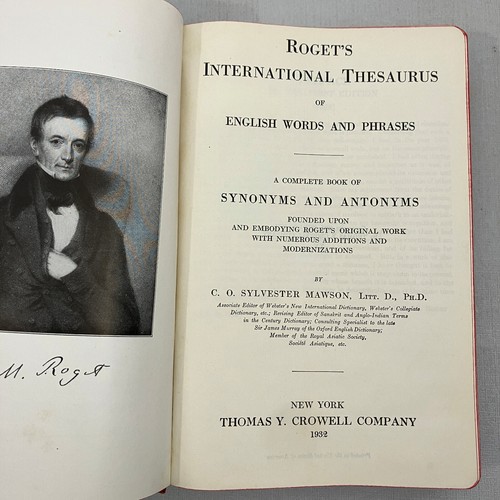 M. Roget
ROGET'S
INTERNATIONAL THESAURUS
OF
ENGLISH WORDS AND PHRASES
A COMPLETE BOOK OF
SYNONYMS AND ANTONYMS
FOUNDED UPON
AND EMBODYING ROGET'S ORIGINAL WORK
WITH NUMEROUS ADDITIONS AND
MODERNIZATIONS
BY
C. O. SYLVESTER MAWSON, LITT. D., PH.D.
Associate Editor of Webster's New International Dictionary, Webster's Collegiate
Dictionary, etc.; Revising Editor of Sanskrit and Anglo-Indian Terms
in the Century Dictionary; Consulting Specialist to the late
Sir James Murray of the Oxford English Dictionary;
Member of the Royal Asiatic Society,
Société Asiatique, etc.
NEW YORK
THOMAS Y. CROWELL COMPANY
1932